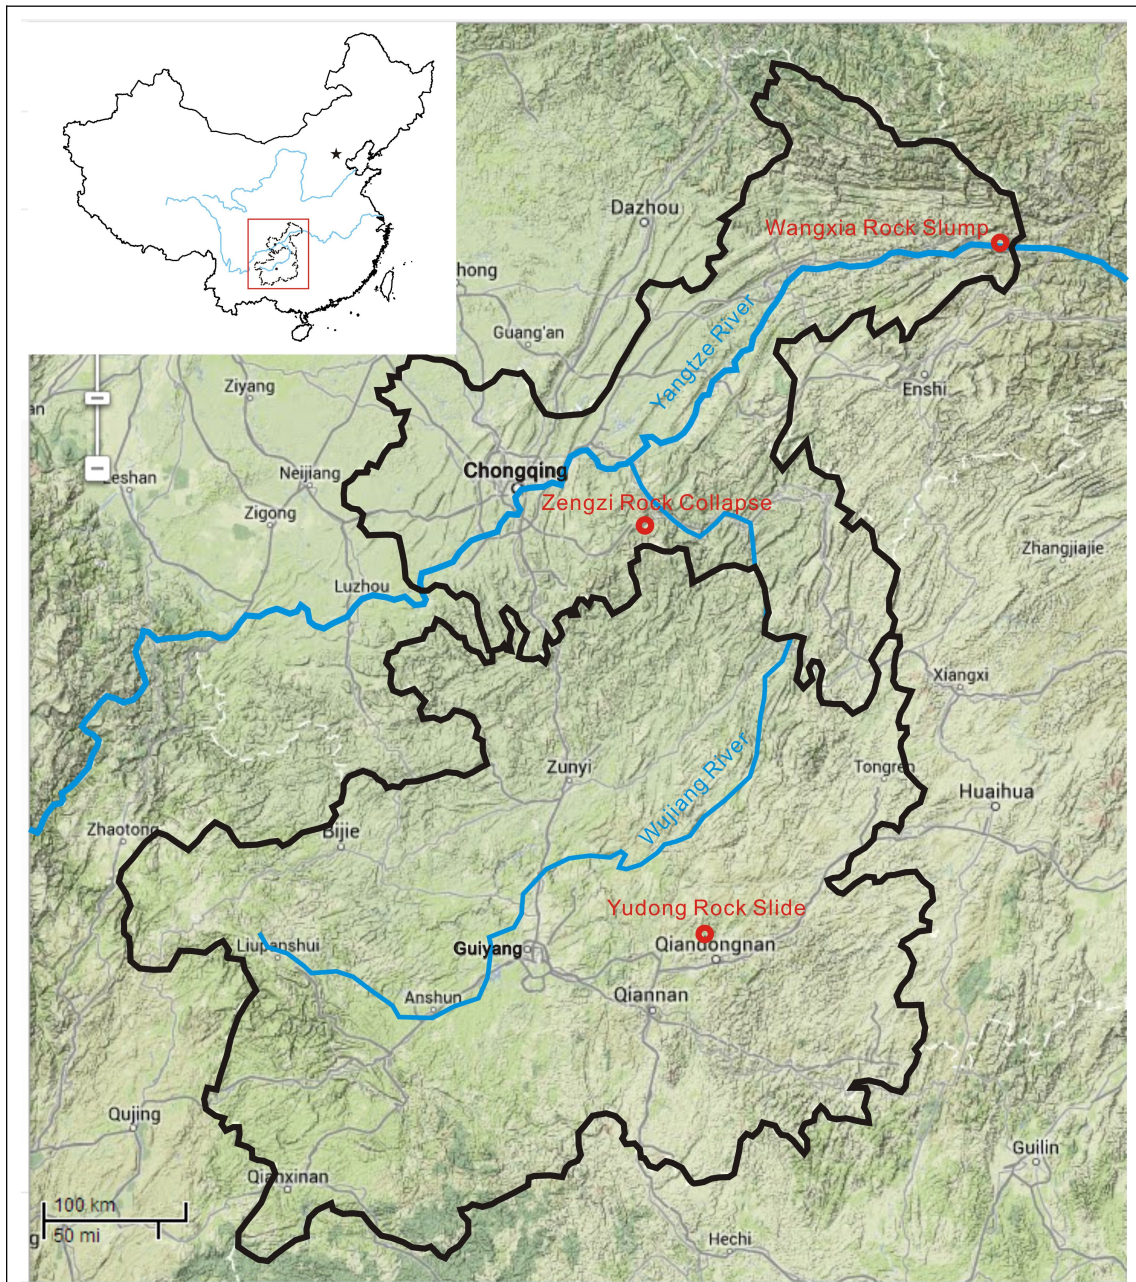 Dazhou
Wangxia Rock Slump
hong
Guang'an
Yangtze River
Ziyang
Enshi
an
Chongqing
Neijiang
Leshan
Zengzi Rock Collapse
Zigong
Zhangjiajie
Luzhou
Xiangxi
Zunyi
Tongren
Wujiang River
Huaihua
Zhaotong
Bijie
Yudong Rock Slide
Liupanshui
Guiyang
Qiandongnan
Anshun
Qiannan
Qujing
Guilin
Qianxinan
100 km
50 mi
g
Hechi